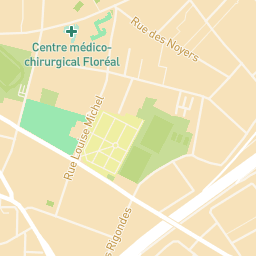 Rue des Noyers
Centre médico-
chirurgical Floréal
Rue Louise Michel
Rigondes